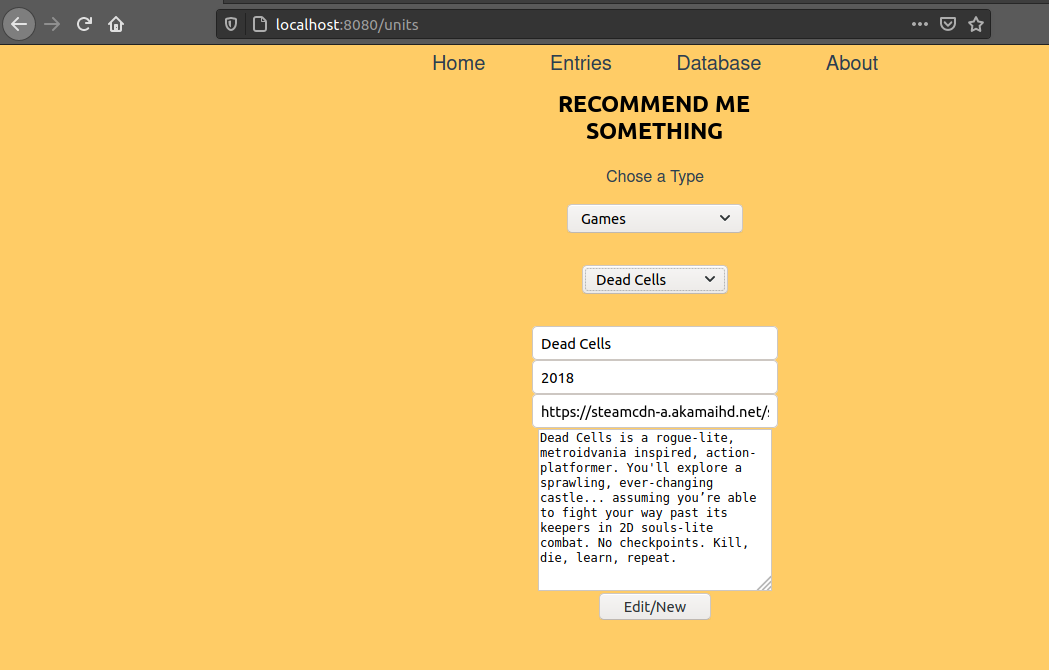 localhost:8080/units
Home Entries Database About
RECOMMEND ME
SOMETHING
Chose a Type
Games
Dead Cells
Dead Cells
2018
https://steamcdn-a.akamaihd.net/
Dead Cells is a rogue-lite,
metroidvania inspired, action-
platformer. You'll explore a
sprawling, ever-changing
castle... assuming you’re able
to fight your way past its
keepers in 2D souls-lite
combat. No checkpoints. Kill,
die, learn, repeat.
Edit/New